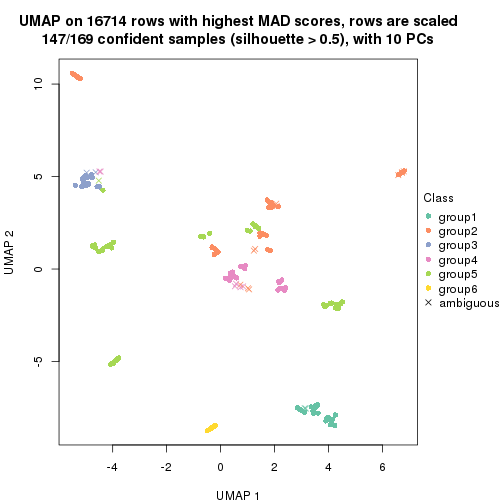 UMAP on 16714 rows with highest MAD scores, rows are scaled
147/169 confident samples (silhouette > 0.5), with 10 PCs
10
5
0
-5
UMAP 2
-4
-2
0
2
4
6
UMAP 1
Class
group1
group2
group3
group4
group5
group6
ambiguous